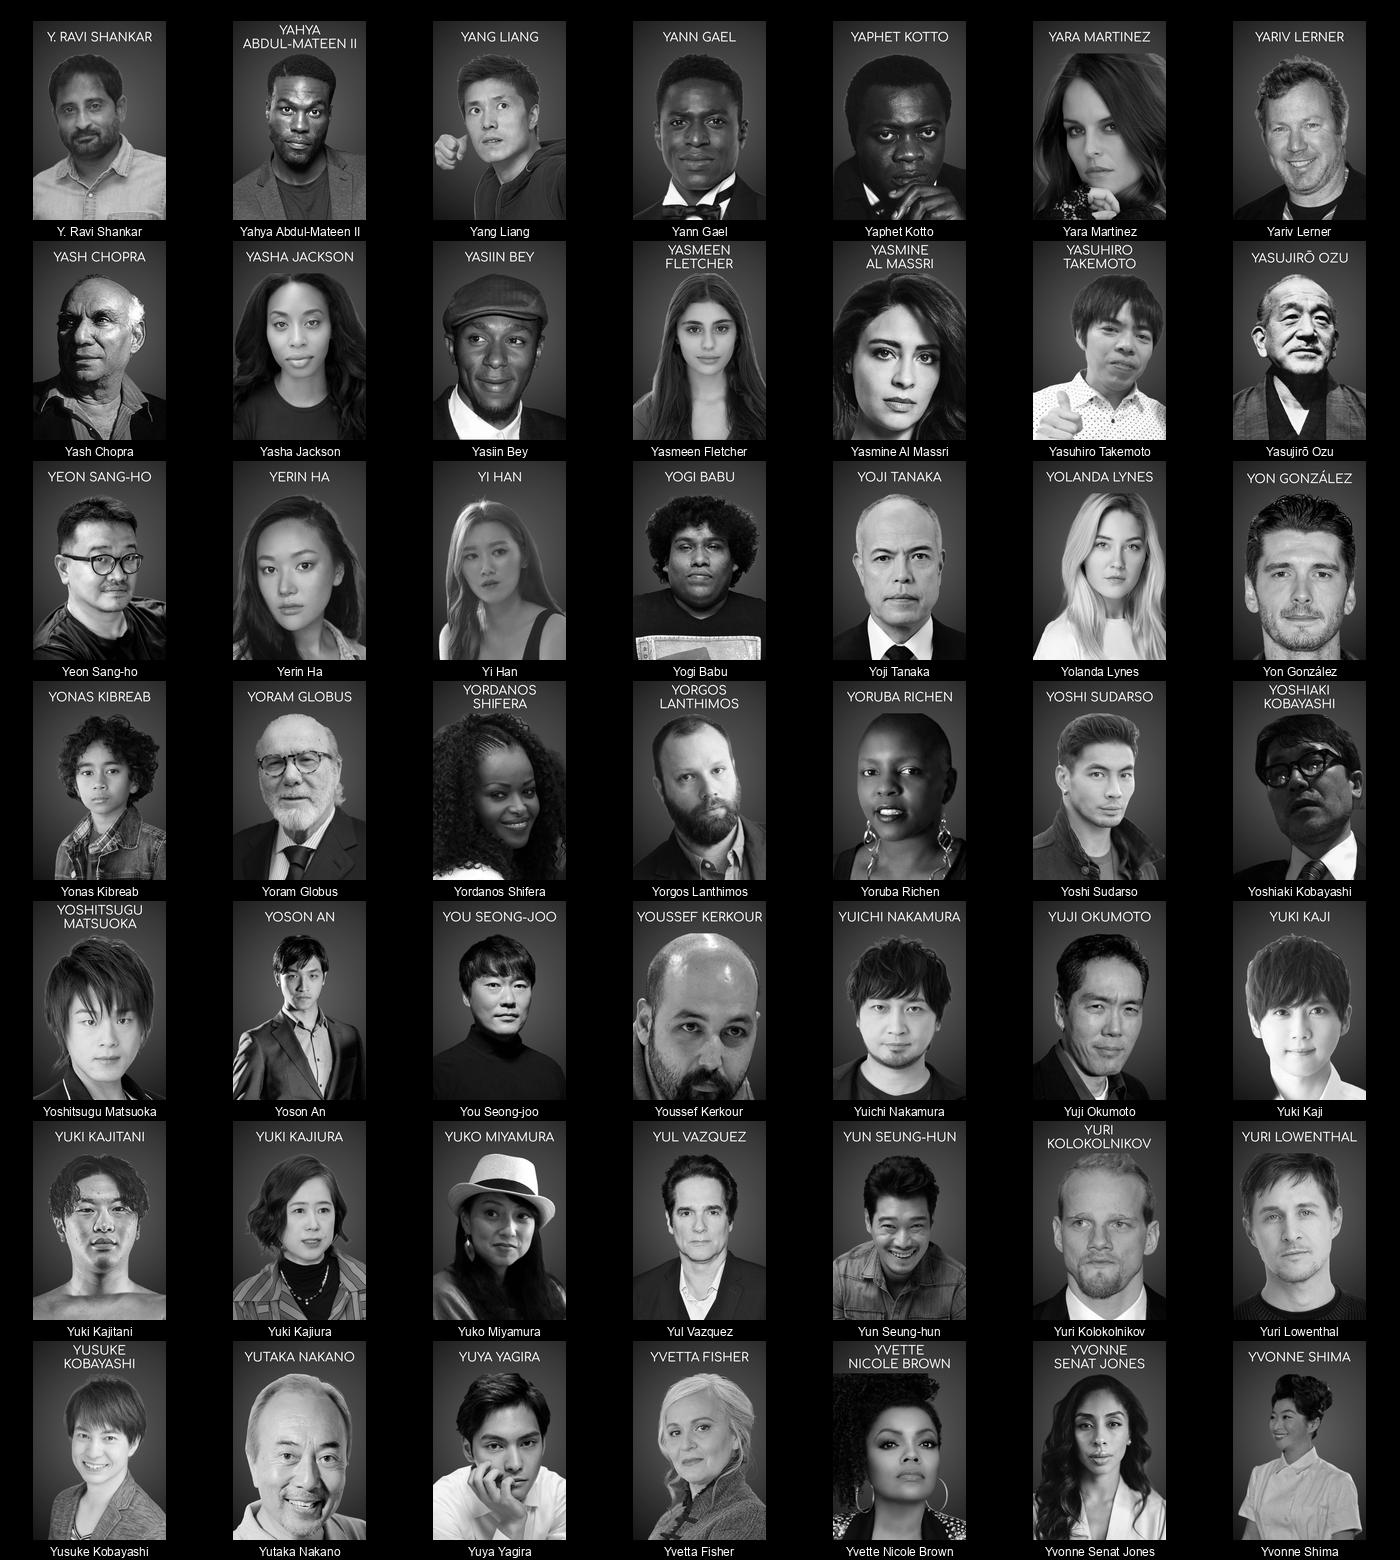 Y. RAVI SHANKAR
YAHYA
ABDUL-MATEEN II
YANG LIANG
YANN GAEL
YAPHET KOTTO
YARA MARTINEZ
YARIV LERNER
Y. Ravi Shankar
Yahya Abdul-Mateen II
Yang Liang
Yann Gael
Yaphet Kotto
Yara Martinez
Yariv Lerner
YASH CHOPRA
YASHA JACKSON
YASIIN BEY
YASMEEN
FLETCHER
YASMINE
AL MASSRI
YASUHIRO
TAKEMOTO
YASUJIRŌ OZU
Yash Chopra
Yasha Jackson
Yasiin Bey
Yasmeen Fletcher
Yasmine Al Massri
Yasuhiro Takemoto
Yasujirō Ozu
YEON SANG-HO
YERIN HA
YI HAN
YOGI BABU
YOJI TANAKA
YOLANDA LYNES
YON GONZÁLEZ
Yeon Sang-ho
Yerin Ha
Yi Han
Yogi Babu
Yoji Tanaka
Yolanda Lynes
Yon González
YONAS KIBREAB
YORAM GLOBUS
YORDANOS
SHIFERA
YORGOS
LANTHIMOS
YORUBA RICHEN
YOSHI SUDARSO
YOSHIAKI
KOBAYASHI
Yonas Kibreab
Yoram Globus
Yordanos Shifera
Yorgos Lanthimos
Yoruba Richen
Yoshi Sudarso
Yoshiaki Kobayashi
YOSHITSUGU
MATSUOKA
YOSON AN
YOU SEONG-JOO
YOUSSEF KERKOUR
YUICHI NAKAMURA
YUJI OKUMOTO
YUKI KAJI
Yoshitsugu Matsuoka
Yoson An
You Seong-joo
Youssef Kerkour
Yuichi Nakamura
Yuji Okumoto
Yuki Kaji
YUKI KAJITANI
YUKI KAJIURA
YUKO MIYAMURA
YUL VAZQUEZ
YUN SEUNG-HUN
YURI
KOLOKOLNIKOV
YURI LOWENTHAL
Yuki Kajitani
Yuki Kajiura
Yuko Miyamura
Yul Vazquez
Yun Seung-hun
Yuri Kolokolnikov
Yuri Lowenthal
YUSUKE
KOBAYASHI
YUTAKA NAKANO
YUYA YAGIRA
YVETTA FISHER
YVETTE
NICOLE BROWN
YVONNE
SENAT JONES
YVONNE SHIMA
Yusuke Kobayashi
Yutaka Nakano
Yuya Yagira
Yvetta Fisher
Yvette Nicole Brown
Yvonne Senat Jones
Yvonne Shima